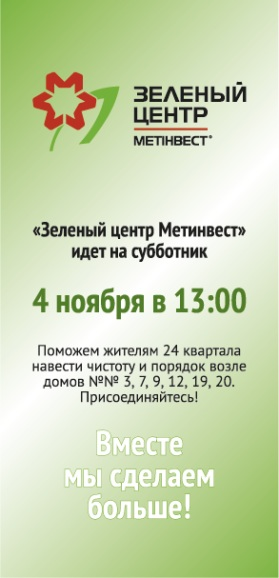 ЗЕЛЕНЫЙ
ЦЕНТР
МЕТІНВЕСТ®
«Зеленый центр Метинвест»
идет на субботник
4 ноября в 13:00
Поможем жителям 24 квартала
навести чистоту и порядок возле
домов №№ 3, 7, 9, 12, 19, 20.
Присоединяйтесь!
Вместе
мы сделаем
больше!